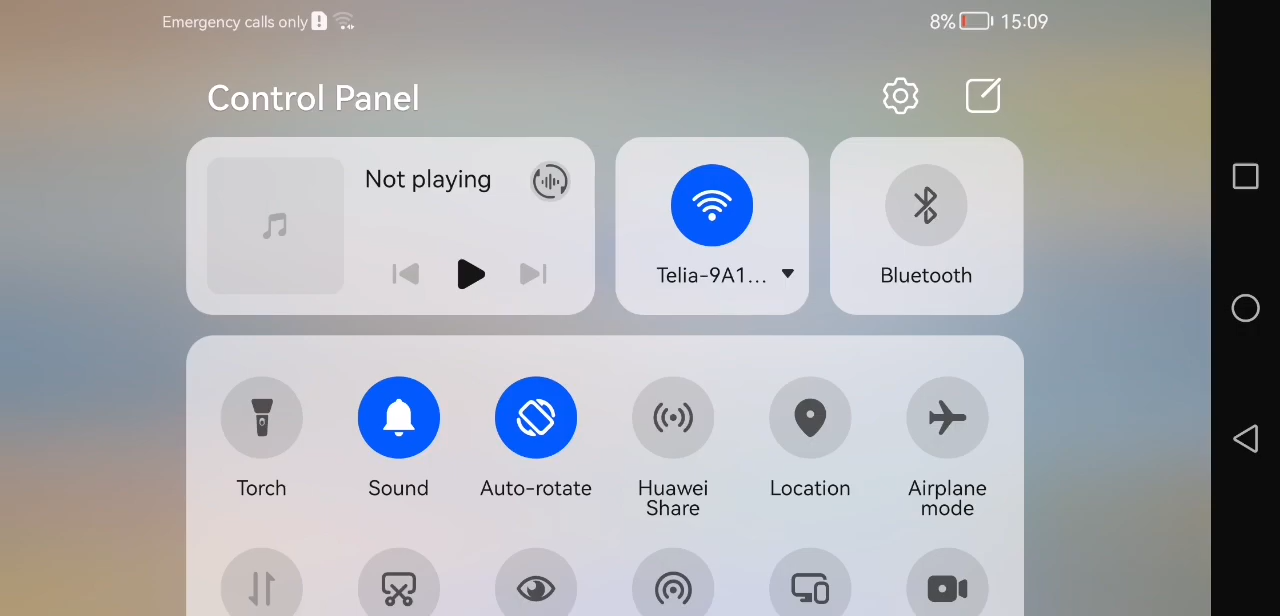 Emergency calls only
8% 15:09
Control Panel
Not playing
Telia-9A1...
Bluetooth
Torch
Sound
Auto-rotate
Huawei
Share
Location
Airplane
mode